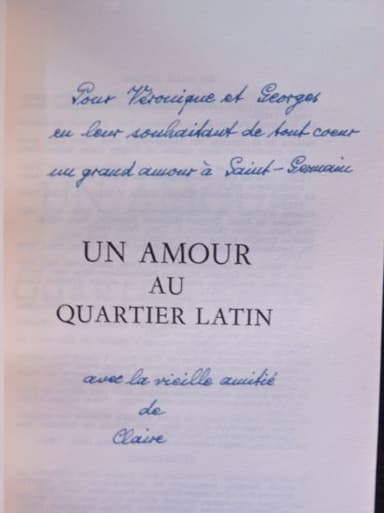 Pour Véronique et Georges
en leur souhaitant de tout coeur
un grand amour à Saint-Germain
UN AMOUR
AU
QUARTIER LATIN
avec la vieille amitié
de
Claire